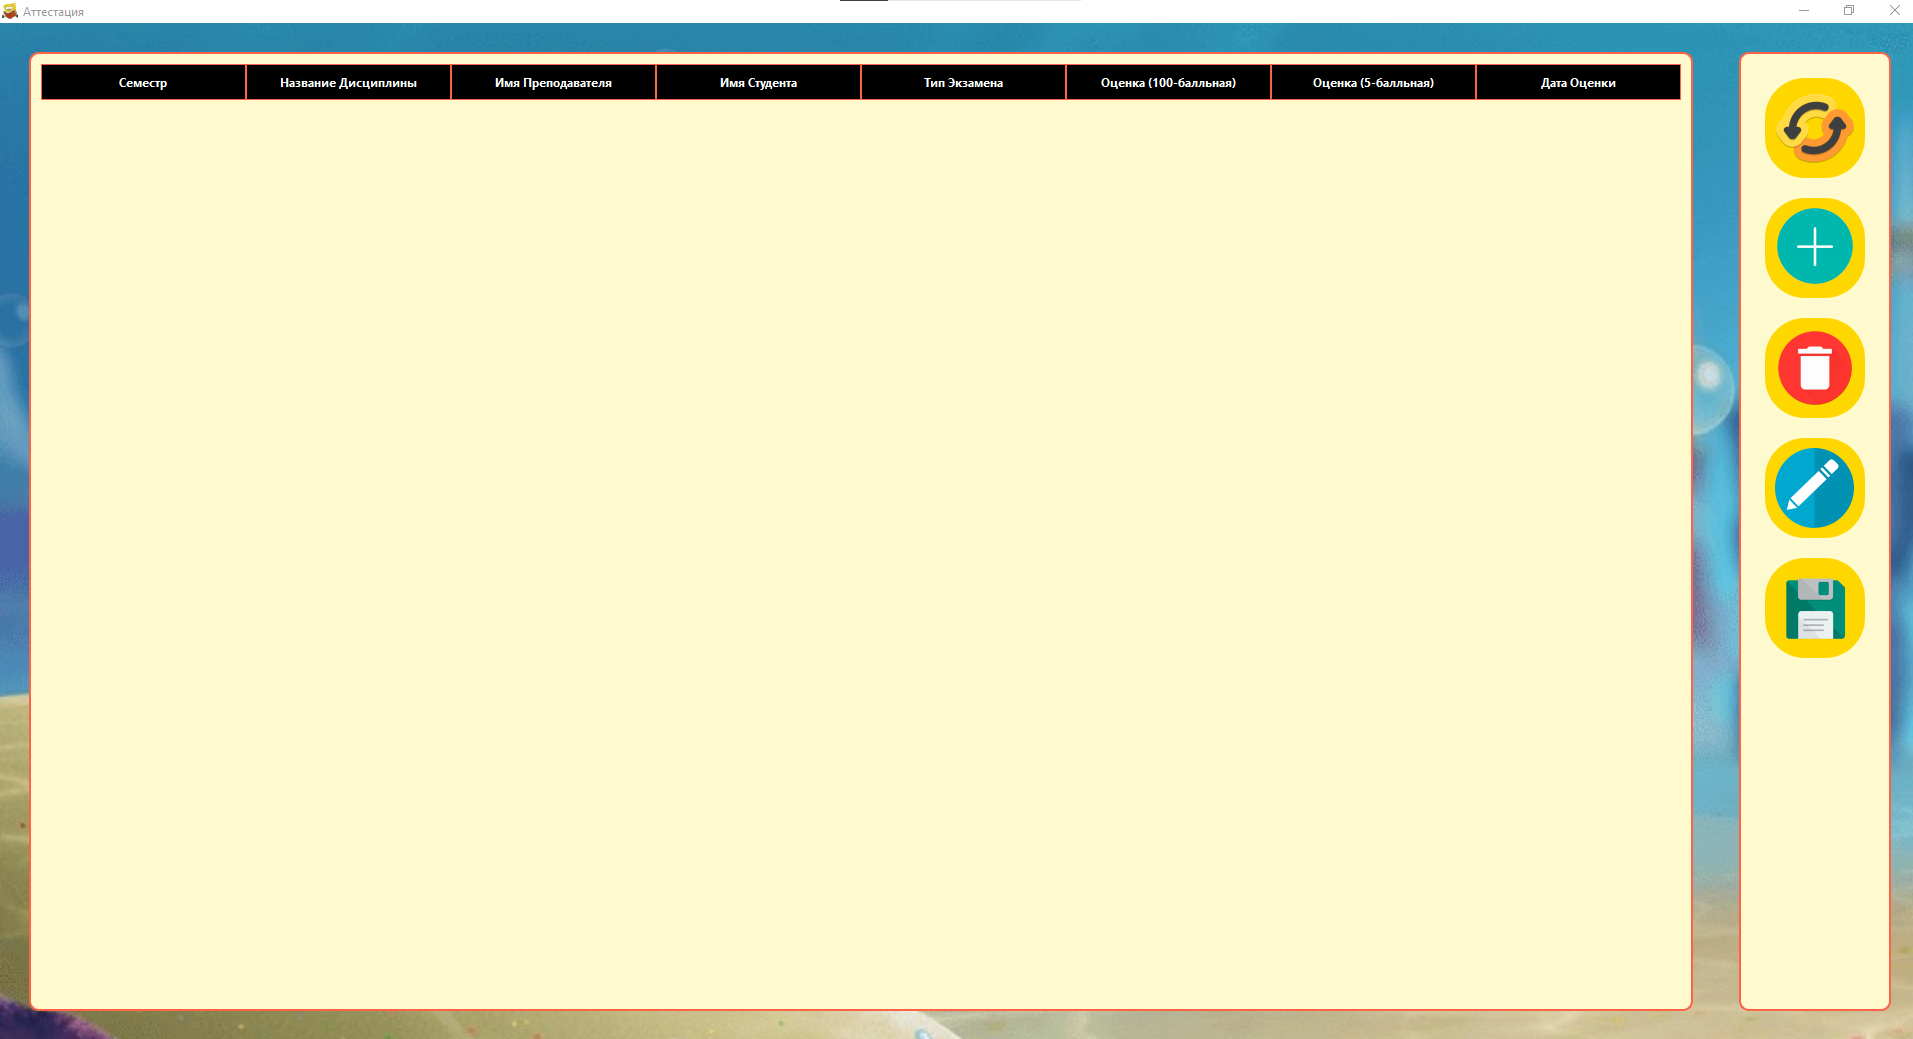 Аттестация
Семестр
Название Дисциплины
Имя Преподавателя
Имя Студента
Тип Экзамена
Оценка (100-балльная)
Оценка (5-балльная)
Дата Оценки